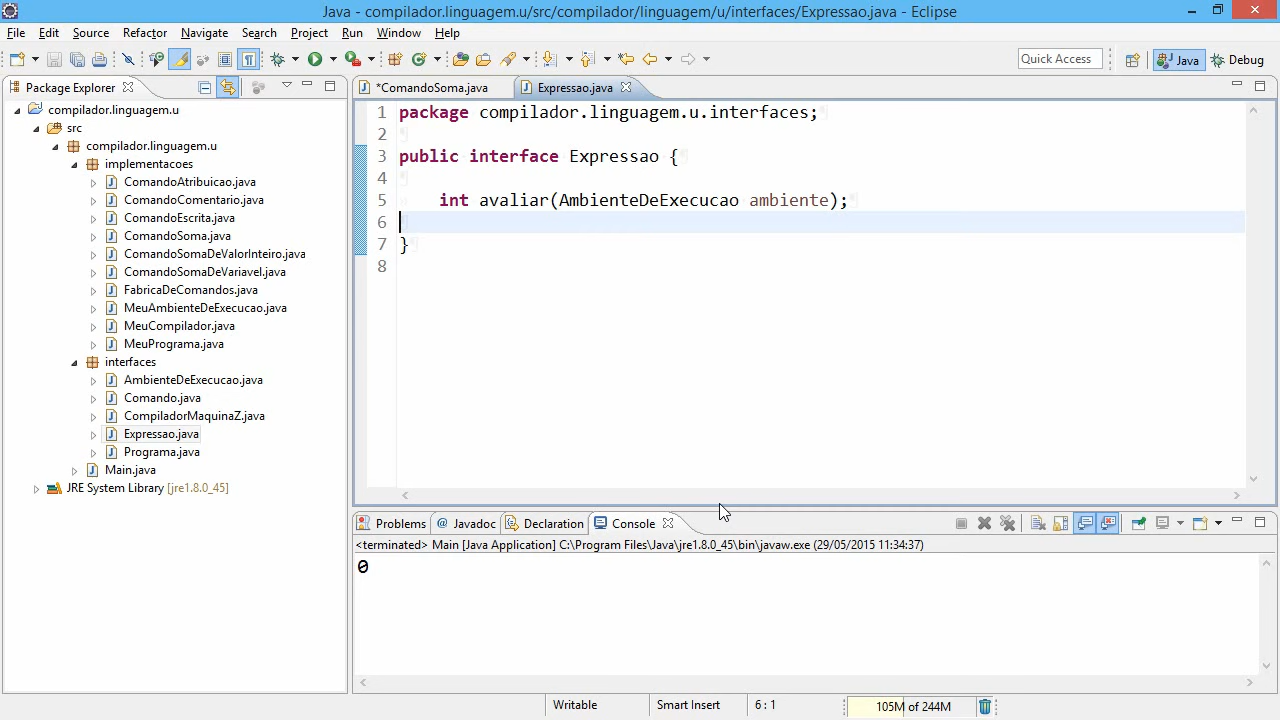 Java - compilador.linguagem.u/src/compilador/linguagem/u/interfaces/Expressao.java - Eclipse
File Edit Source Refactor Navigate Search Project Run Window Help
Quick Access
Java
Debug
Package Explorer
compilador.linguagem.u
src
compilador.linguagem.u
implementacoes
ComandoAtribuicao.java
ComandoComentario.java
ComandoEscrita.java
ComandoSoma.java
ComandoSomaDeValorInteiro.java
ComandoSomaDeVariavel.java
FabricaDeComandos.java
MeuAmbienteDeExecucao.java
MeuCompilador.java
MeuPrograma.java
interfaces
AmbienteDeExecucao.java
Comando.java
CompiladorMaquinaZ.java
Expressao.java
Programa.java
Main.java
JRE System Library [jre1.8.0_45]
*ComandoSoma.java
Expressao.java
1 package compilador.linguagem.u.interfaces;
2
3 public interface Expressao {
4
5 int avaliar(AmbienteDeExecucao ambiente);
6
7 }
8
Problems @ Javadoc Declaration Console
<terminated> Main [Java Application] C:\Program Files\Java\jre1.8.0_45\bin\javaw.exe (29/05/2015 11:34:37)
0
Writable
Smart Insert
6 : 1
105M of 244M